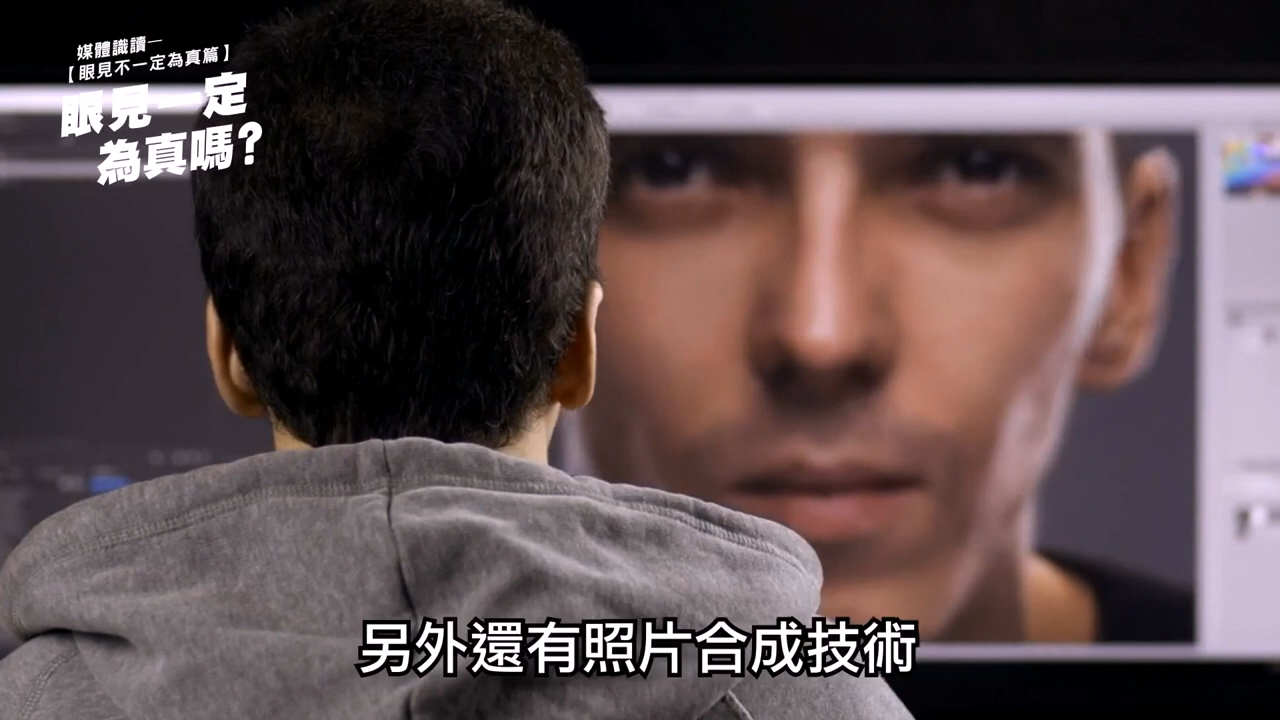 媒體識讀—
【眼見不一定為真篇】
眼見一定
為真嗎?
另外還有照片合成技術